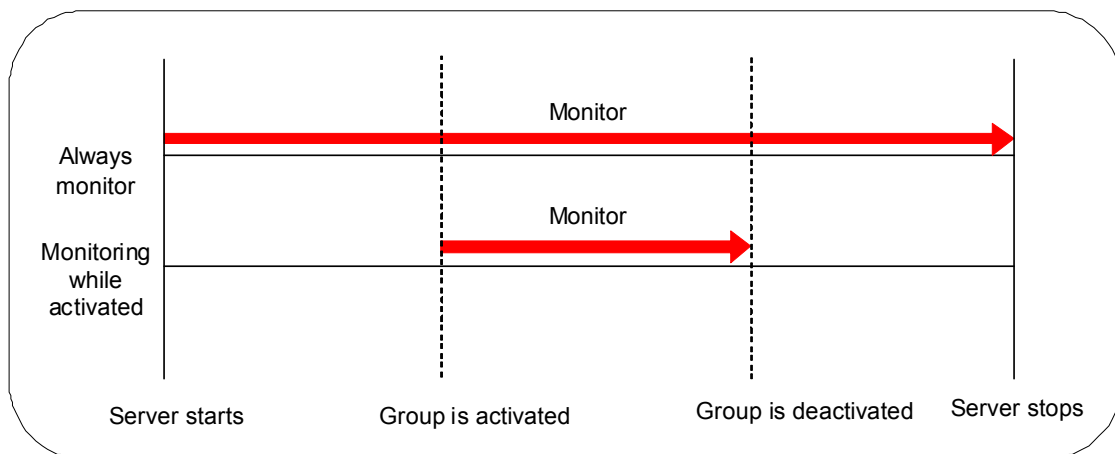 Monitor
Always
monitor
Monitor
Monitoring
while
activated
Server starts
Group is activated
Group is deactivated
Server stops